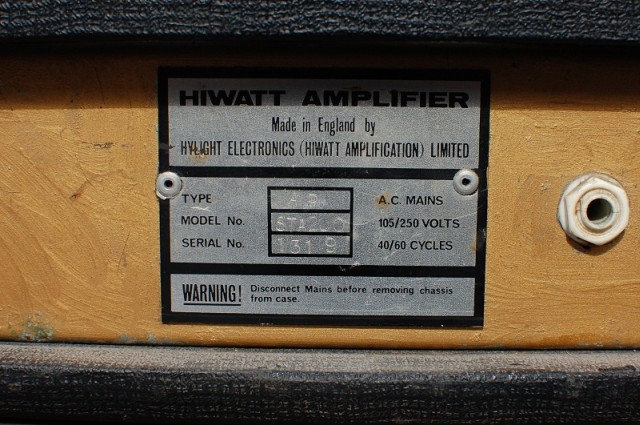 HIWATT AMPLIFIER
Made in England by
HYLIGHT ELECTRONICS (HIWATT AMPLIFICATION) LIMITED
TYPE A.C. MAINS
MODEL No. 105/250 VOLTS
SERIAL No. 1319 40/60 CYCLES
WARNING! Disconnect Mains before removing chassis
from case.